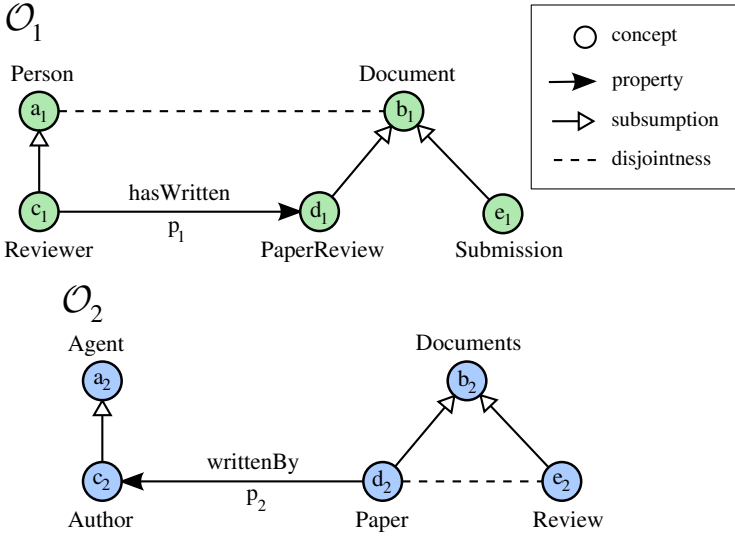 𝒪₁
concept
Person
Document
property
a₁
b₁
subsumption
disjointness
hasWritten
c₁
d₁
e₁
p₁
Reviewer
PaperReview
Submission
𝒪₂
Agent
Documents
a₂
b₂
writtenBy
c₂
d₂
e₂
p₂
Author
Paper
Review